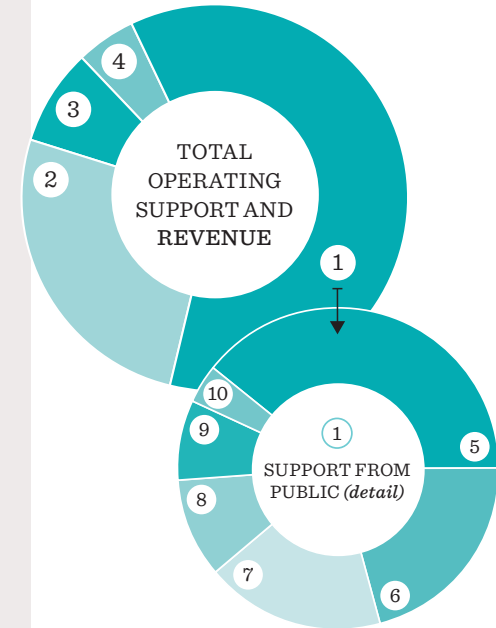 4
3
2
TOTAL
OPERATING
SUPPORT AND
REVENUE
1
10
9
1
5
SUPPORT FROM
PUBLIC (detail)
8
7
6